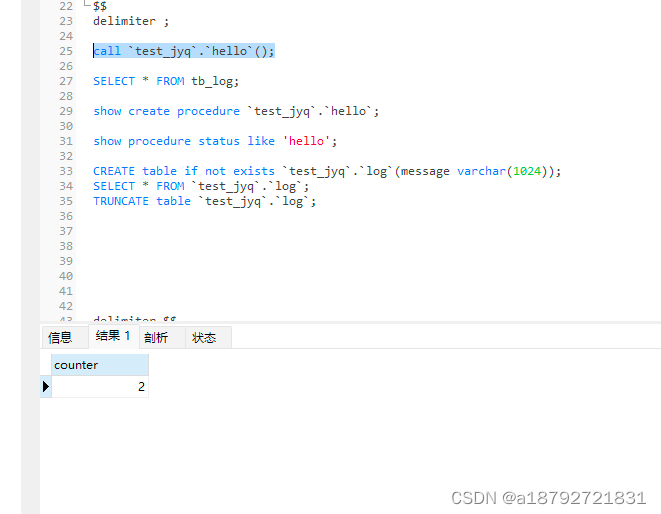 22 $$
23 delimiter ;
24
25 call `test_jyq`.`hello`();
26
27 SELECT * FROM tb_log;
28
29 show create procedure `test_jyq`.`hello`;
30
31 show procedure status like 'hello';
32
33 CREATE table if not exists `test_jyq`.`log`(message varchar(1024));
34 SELECT * FROM `test_jyq`.`log`;
35 TRUNCATE table `test_jyq`.`log`;
36
37
38
39
40
41
42
43 delimiter $$
信息 结果 1 剖析 状态
counter
2
CSDN @a18792721831